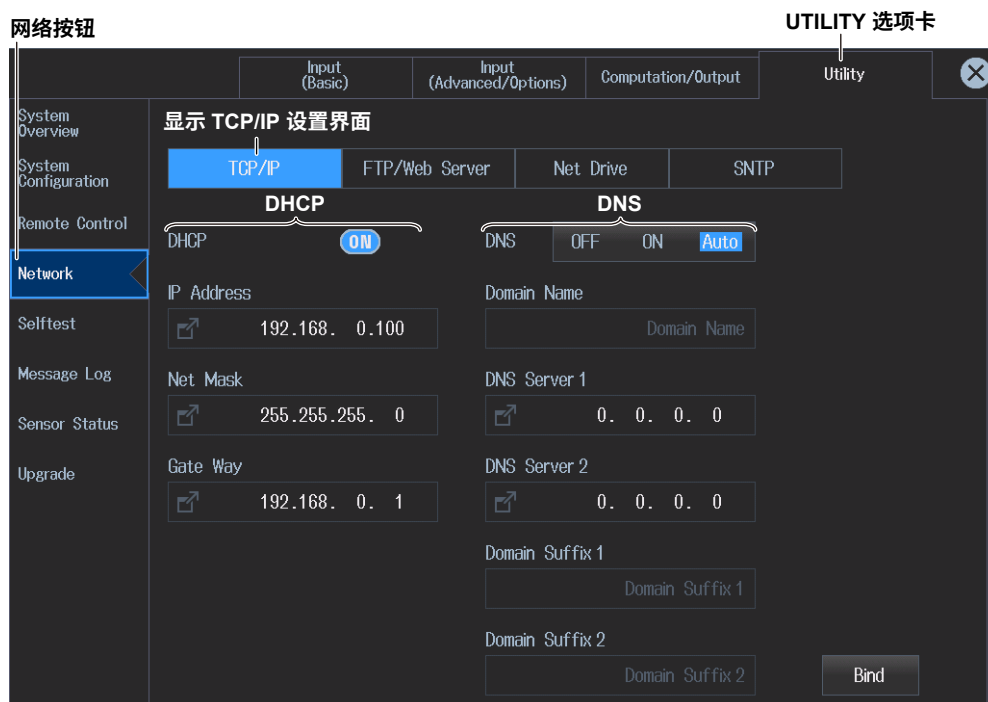 网络按钮
UTILITY 选项卡
Input
(Basic)
Input
(Advanced/Options)
Computation/Output
Utility
System
Overview
System
Configuration
Remote Control
Network
Selftest
Message Log
Sensor Status
Upgrade
显示 TCP/IP 设置界面
TCP/IP
FTP/Web Server
Net Drive
SNTP
DHCP
DHCP ON
IP Address
192.168. 0.100
Net Mask
255.255.255. 0
Gate Way
192.168. 0. 1
DNS
DNS OFF ON Auto
Domain Name
Domain Name
DNS Server 1
0. 0. 0. 0
DNS Server 2
0. 0. 0. 0
Domain Suffix 1
Domain Suffix 1
Domain Suffix 2
Domain Suffix 2
Bind